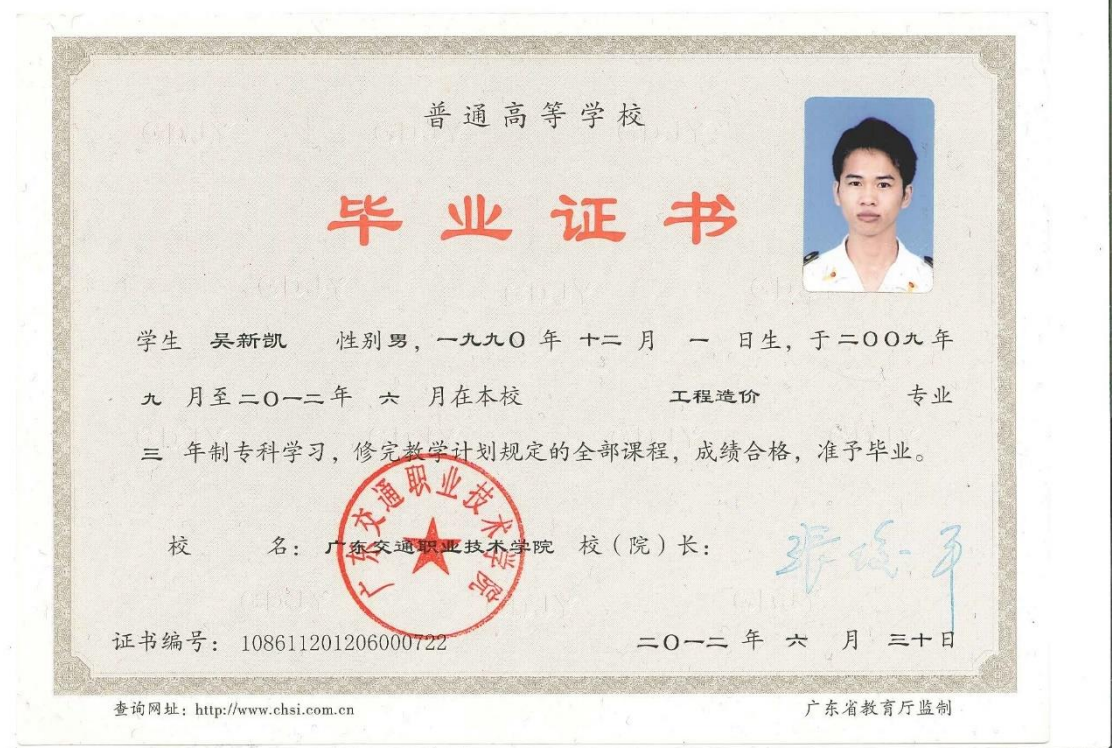 普通高等学校
毕业证书
学生 吴新凯 性别男，一九九〇年 十二 月 一 日生，于二〇〇九年
九 月至二〇一二年 六 月在本校 工程造价 专业
三 年制专科学习，修完教学计划规定的全部课程，成绩合格，准予毕业。
广东交通职业技术学院
校 名：广东交通职业技术学院 校（院）长：
证书编号：108611201206000722 二〇一二 年 六 月 三十日
查询网址：http://www.chsi.com.cn 广东省教育厅监制